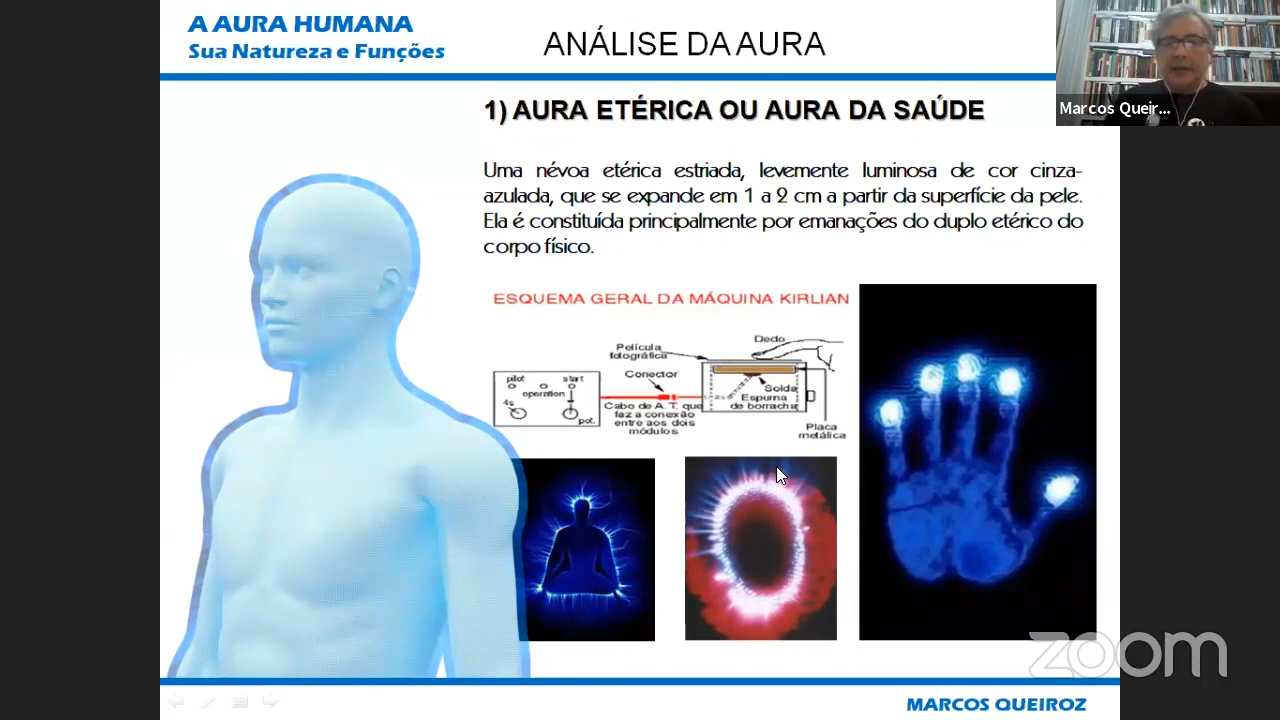 A AURA HUMANA
Sua Natureza e Funções
ANÁLISE DA AURA
Marcos Queir...
1) AURA ETÉRICA OU AURA DA SAÚDE
Uma névoa etérica estriada, levemente luminosa de cor cinza-
azulada, que se expande em 1 a 2 cm a partir da superfície da pele.
Ela é constituída principalmente por emanações do duplo etérico do
corpo físico.
ESQUEMA GERAL DA MÁQUINA KIRLIAN
Dedo
Película
fotográfica
Conector
pilot
start
operation
4s
pot.
Solda
Espuma
de borracha
Cabo de A.T. que
faz a conexão
entre aos dois
módulos
Placa
metálica
zoom
MARCOS QUEIROZ